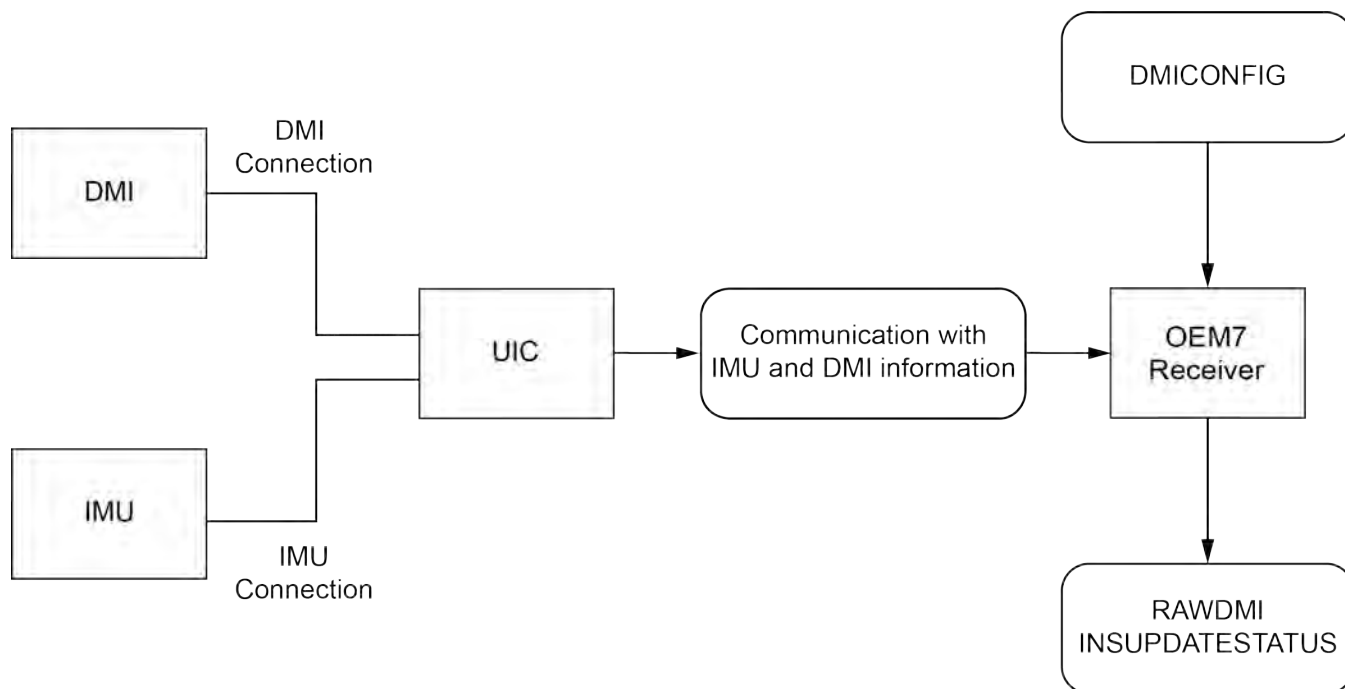 DMICONFIG
DMI
Connection
DMI
UIC
Communication with
IMU and DMI information
OEM7
Receiver
IMU
IMU
Connection
RAWDMI
INSUPDATESTATUS